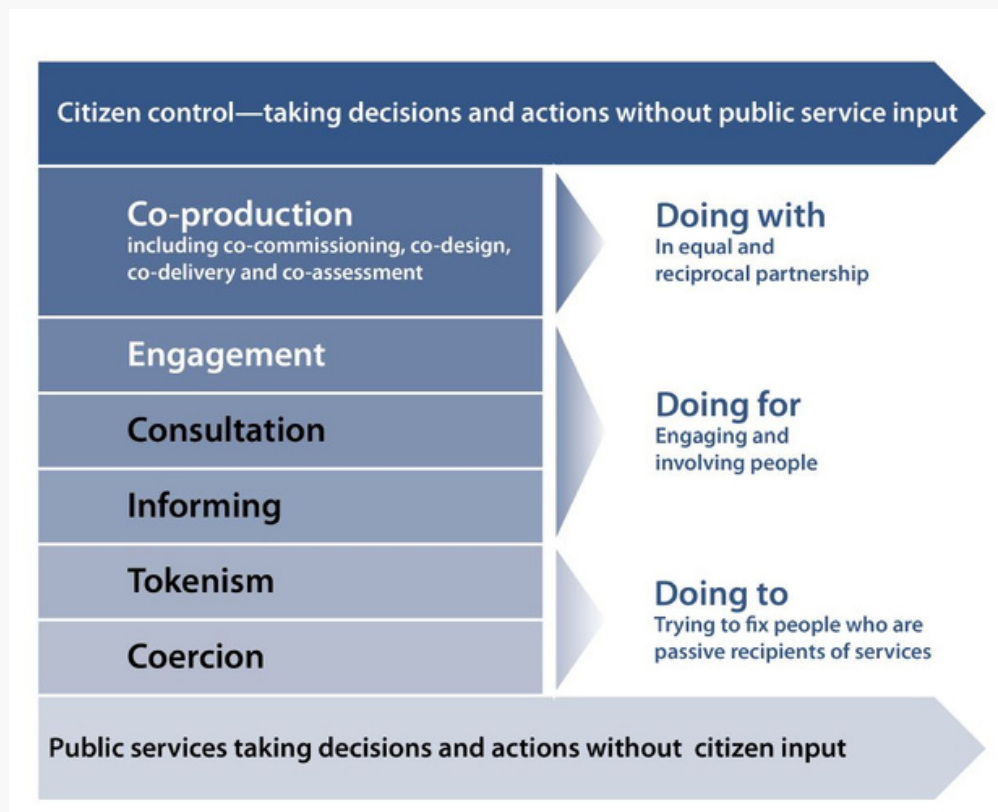 Citizen control—taking decisions and actions without public service input
Co-production
including co-commissioning, co-design,
co-delivery and co-assessment
Doing with
In equal and
reciprocal partnership
Engagement
Consultation
Informing
Doing for
Engaging and
involving people
Tokenism
Coercion
Doing to
Trying to fix people who are
passive recipients of services
Public services taking decisions and actions without citizen input